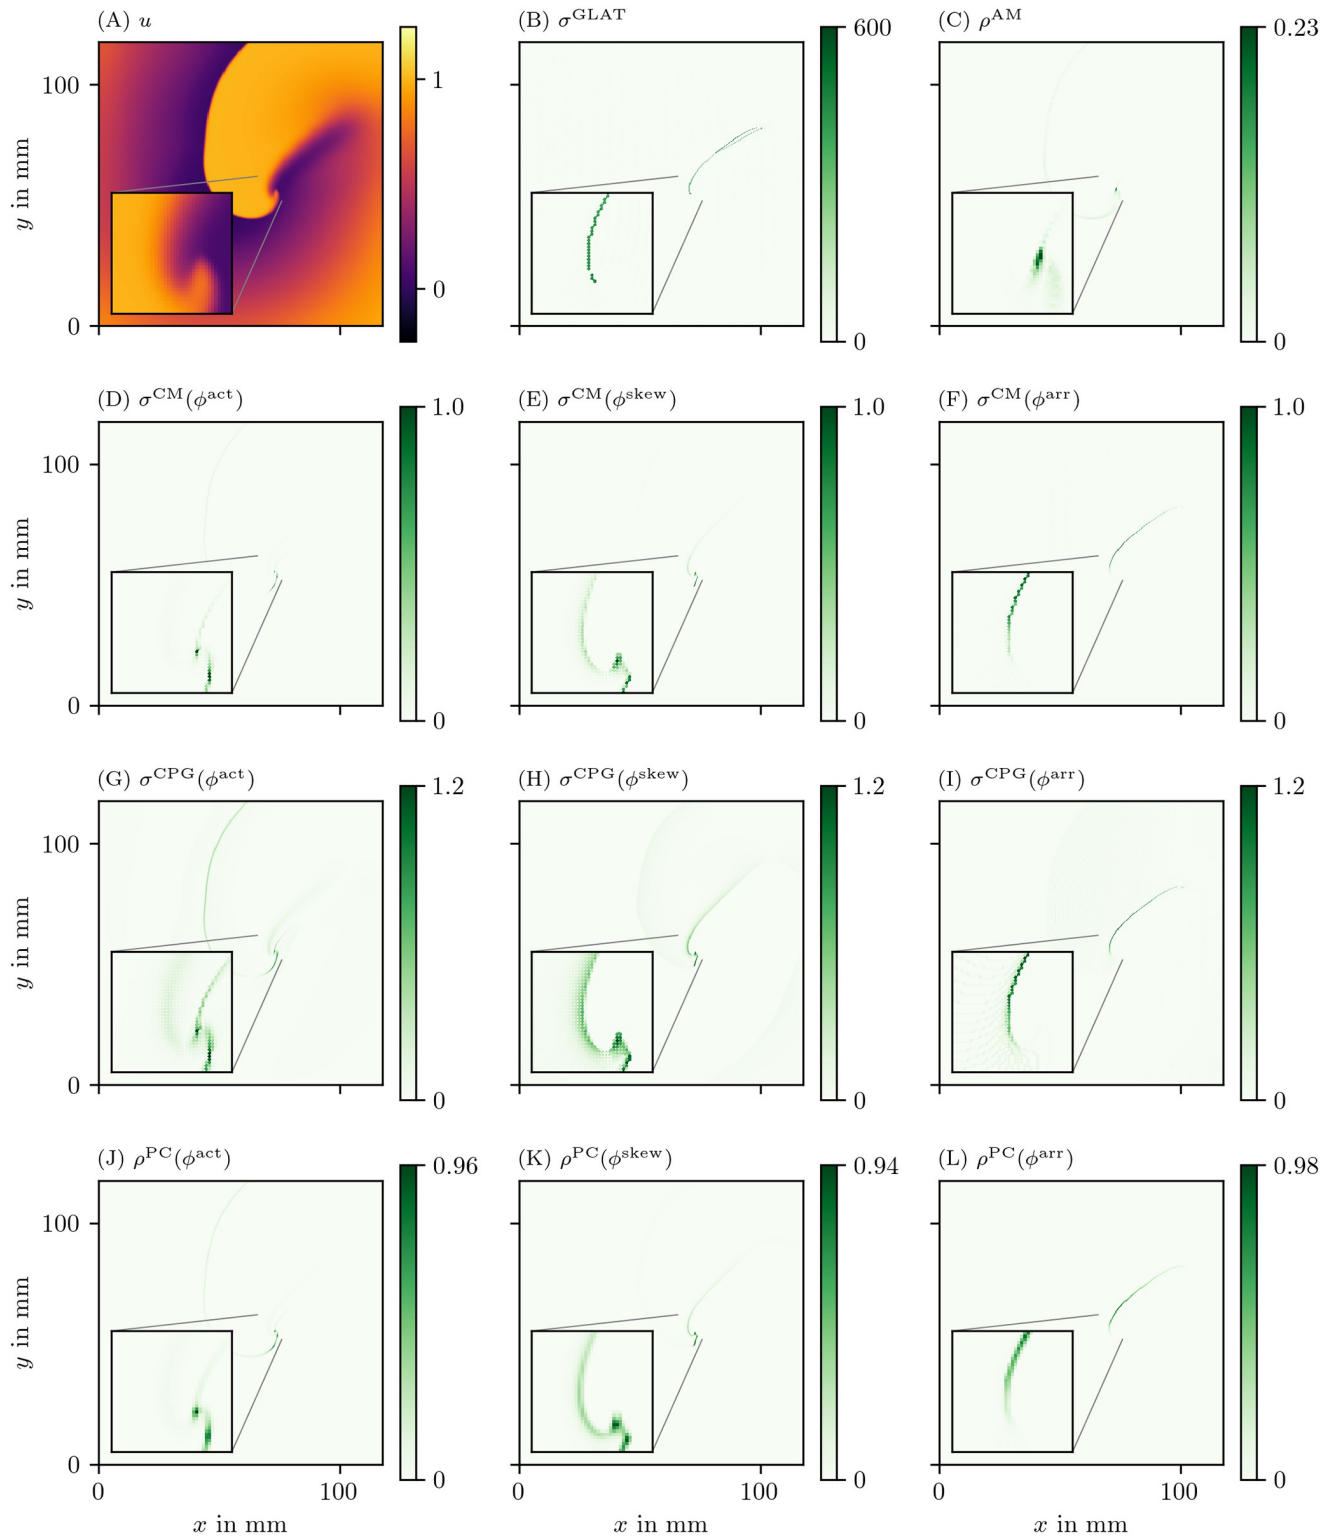 (A) u
(B) σ^GLAT
(C) ρ^AM
y in mm
100
0
1
0
600
0
0.23
0
(D) σ^CM(ϕ^act)
(E) σ^CM(ϕ^skew)
(F) σ^CM(ϕ^arr)
y in mm
100
0
1.0
0
1.0
0
1.0
0
(G) σ^CPG(ϕ^act)
(H) σ^CPG(ϕ^skew)
(I) σ^CPG(ϕ^arr)
y in mm
100
0
1.2
0
1.2
0
1.2
0
(J) ρ^PC(ϕ^act)
(K) ρ^PC(ϕ^skew)
(L) ρ^PC(ϕ^arr)
y in mm
100
0
0.96
0
0.94
0
0.98
0
0 100
0 100
0 100
x in mm
x in mm
x in mm